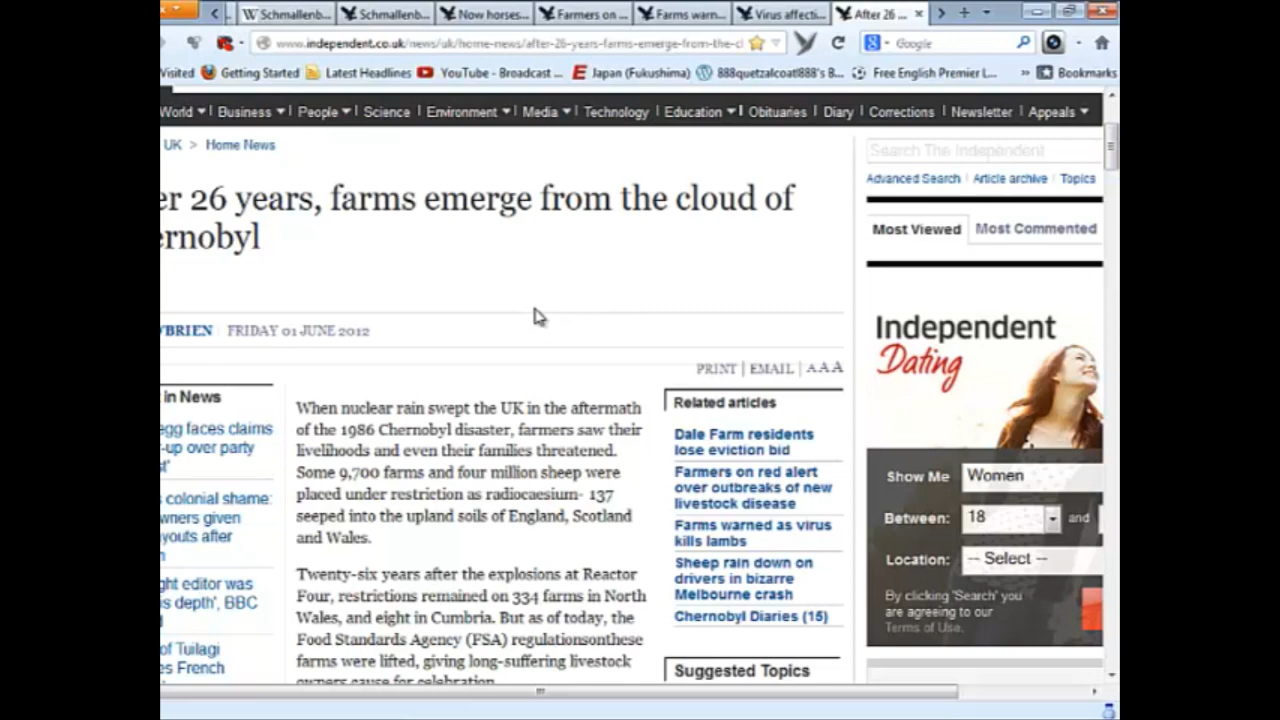 Schmallenb...
Schmallenb...
Now horses...
Farmers on ...
Farms warn...
Virus affecti...
After 26 ...
www.independent.co.uk/news/uk/home-news/after-26-years-farms-emerge-from-the-cl
Google
Visited
Getting Started
Latest Headlines
YouTube - Broadcast ...
Japan (Fukushima)
888quetzalcoatl888's B...
Free English Premier L...
»
Bookmarks
World Business People Science Environment Media Technology Education Obituaries Diary Corrections Newsletter Appeals
UK > Home News
er 26 years, farms emerge from the cloud of
ernobyl
'BRIEN FRIDAY 01 JUNE 2012
PRINT | EMAIL | A A A
in News
egg faces claims
-up over party
t'
s colonial shame:
wners given
youts after
n
ght editor was
is depth', BBC
of Tuilagi
es French
When nuclear rain swept the UK in the aftermath
of the 1986 Chernobyl disaster, farmers saw their
livelihoods and even their families threatened.
Some 9,700 farms and four million sheep were
placed under restriction as radiocaesium- 137
seeped into the upland soils of England, Scotland
and Wales.
Twenty-six years after the explosions at Reactor
Four, restrictions remained on 334 farms in North
Wales, and eight in Cumbria. But as of today, the
Food Standards Agency (FSA) regulationsonthese
farms were lifted, giving long-suffering livestock
owners cause for celebration.
Related articles
Dale Farm residents
lose eviction bid
Farmers on red alert
over outbreaks of new
livestock disease
Farms warned as virus
kills lambs
Sheep rain down on
drivers in bizarre
Melbourne crash
Chernobyl Diaries (15)
Suggested Topics
Search The Independent
Advanced Search Article archive Topics
Most Viewed Most Commented
Independent
Dating
Show Me Women
Between: 18 and
Location: -- Select --
By clicking 'Search' you
are agreeing to our
Terms of Use.